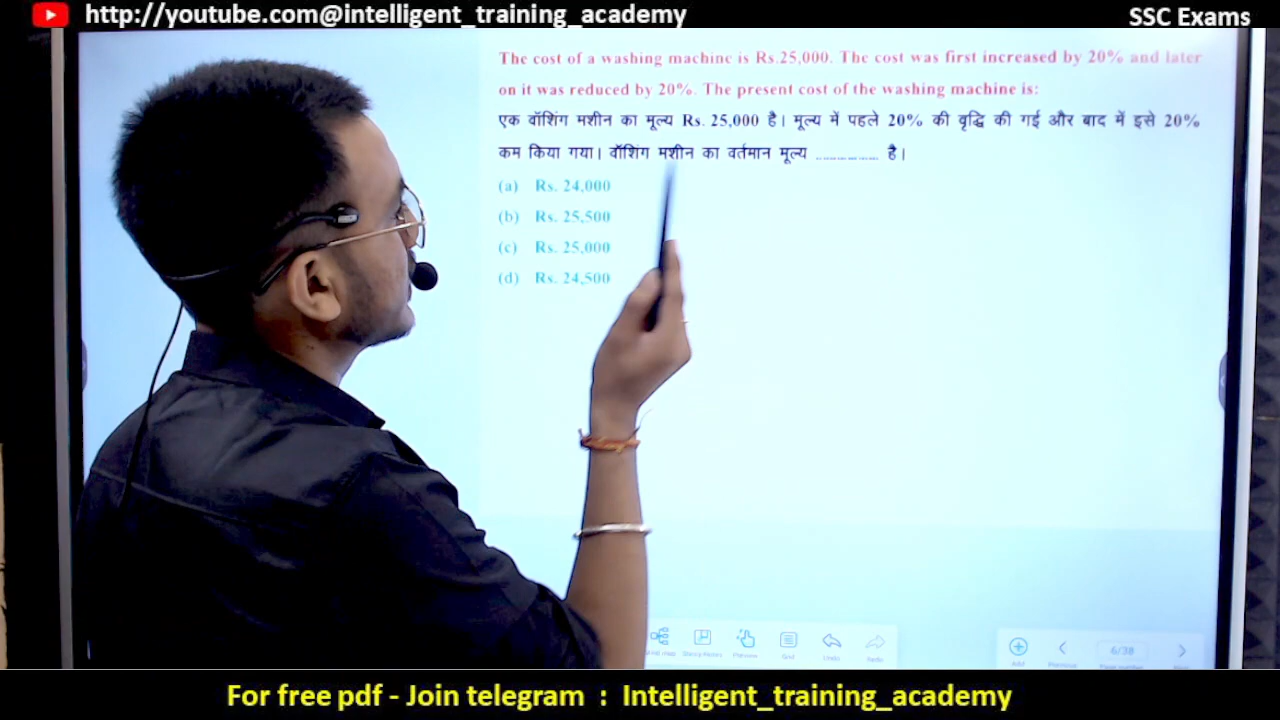 http://youtube.com@intelligent_training_academy
SSC Exams
The cost of a washing machine is Rs.25,000. The cost was first increased by 20% and later
on it was reduced by 20%. The present cost of the washing machine is:
एक वॉशिंग मशीन का मूल्य Rs. 25,000 है। मूल्य में पहले 20% की वृद्धि की गई और बाद में इसे 20%
कम किया गया। वॉशिंग मशीन का वर्तमान मूल्य .................. है।
(a) Rs. 24,000
(b) Rs. 25,500
(c) Rs. 25,000
(d) Rs. 24,500
6/38
For free pdf - Join telegram : Intelligent_training_academy